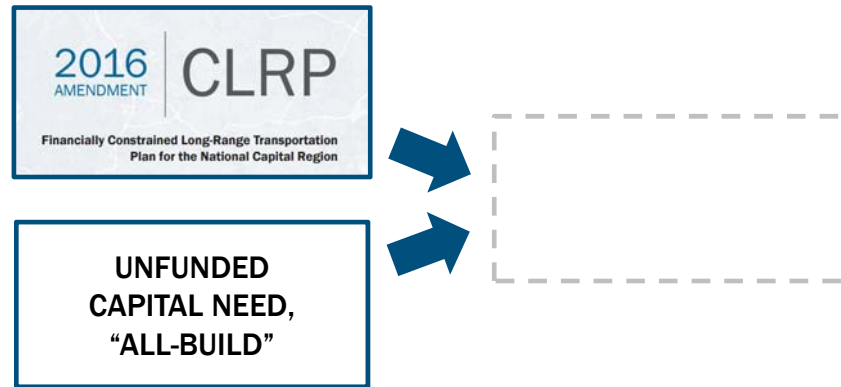 2016
AMENDMENT
CLRP
Financially Constrained Long-Range Transportation
Plan for the National Capital Region
UNFUNDED
CAPITAL NEED,
“ALL-BUILD”